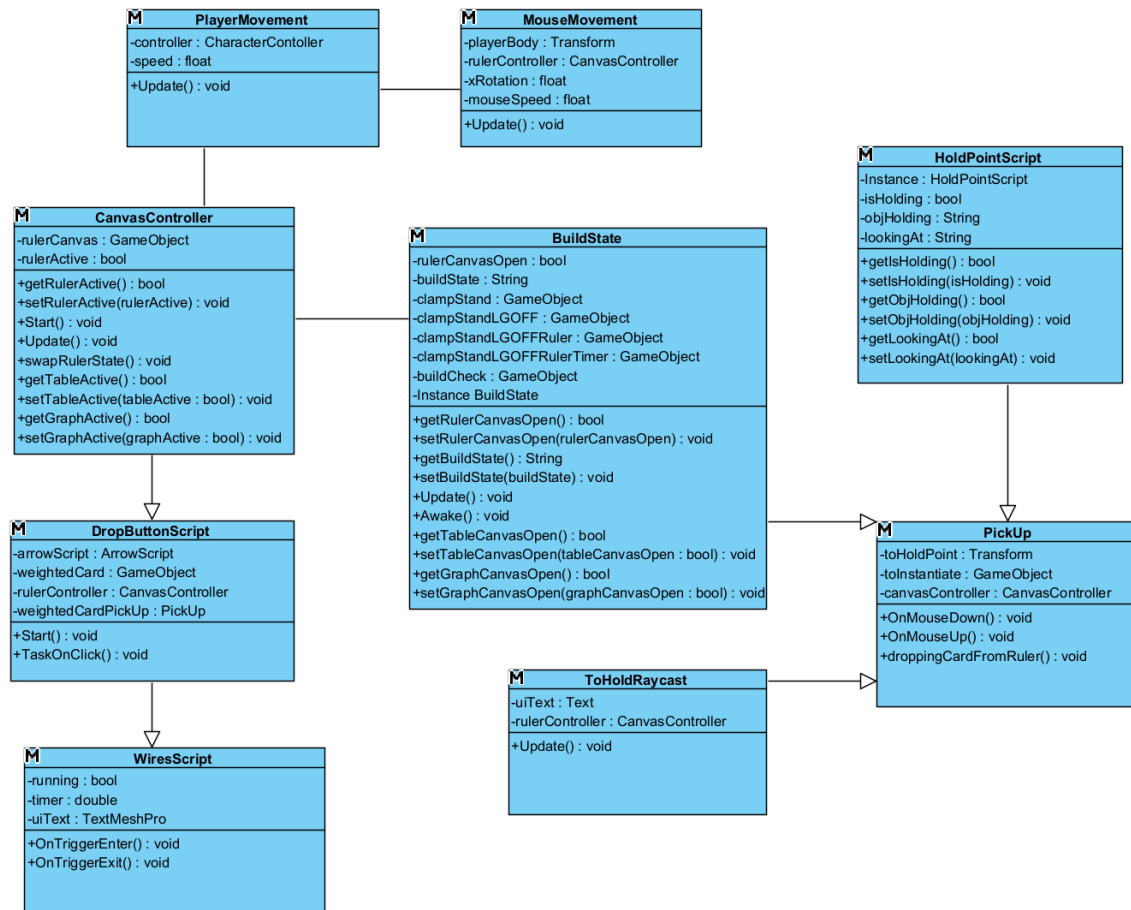 M
PlayerMovement
-controller : CharacterContoller
-speed : float
+Update() : void
M
MouseMovement
-playerBody : Transform
-rulerController : CanvasController
-xRotation : float
-mouseSpeed : float
+Update() : void
M
HoldPointScript
-Instance : HoldPointScript
-isHolding : bool
-objHolding : String
-lookingAt : String
+getIsHolding() : bool
+setIsHolding(isHolding) : void
+getObjHolding() : bool
+setObjHolding(objHolding) : void
+getLookingAt() : bool
+setLookingAt(lookingAt) : void
M
CanvasController
-rulerCanvas : GameObject
-rulerActive : bool
+getRulerActive() : bool
+setRulerActive(rulerActive) : void
+Start() : void
+Update() : void
+swapRulerState() : void
+getTableActive() : bool
+setTableActive(tableActive : bool) : void
+getGraphActive() : bool
+setGraphActive(graphActive : bool) : void
M
BuildState
-rulerCanvasOpen : bool
-buildState : String
-clampStand : GameObject
-clampStandLGOFF : GameObject
-clampStandLGOFFRuler : GameObject
-clampStandLGOFFRulerTimer : GameObject
-buildCheck : GameObject
-Instance BuildState
+getRulerCanvasOpen() : bool
+setRulerCanvasOpen(rulerCanvasOpen) : void
+getBuildState() : String
+setBuildState(buildState) : void
+Update() : void
+Awake() : void
+getTableCanvasOpen() : bool
+setTableCanvasOpen(tableCanvasOpen : bool) : void
+getGraphCanvasOpen() : bool
+setGraphCanvasOpen(graphCanvasOpen : bool) : void
M
DropButtonScript
-arrowScript : ArrowScript
-weightedCard : GameObject
-rulerController : CanvasController
-weightedCardPickUp : PickUp
+Start() : void
+TaskOnClick() : void
M
PickUp
-toHoldPoint : Transform
-toInstantiate : GameObject
-canvasController : CanvasController
+OnMouseDown() : void
+OnMouseUp() : void
+droppingCardFromRuler() : void
M
ToHoldRaycast
-uiText : Text
-rulerController : CanvasController
+Update() : void
M
WiresScript
-running : bool
-timer : double
-uiText : TextMeshPro
+OnTriggerEnter() : void
+OnTriggerExit() : void